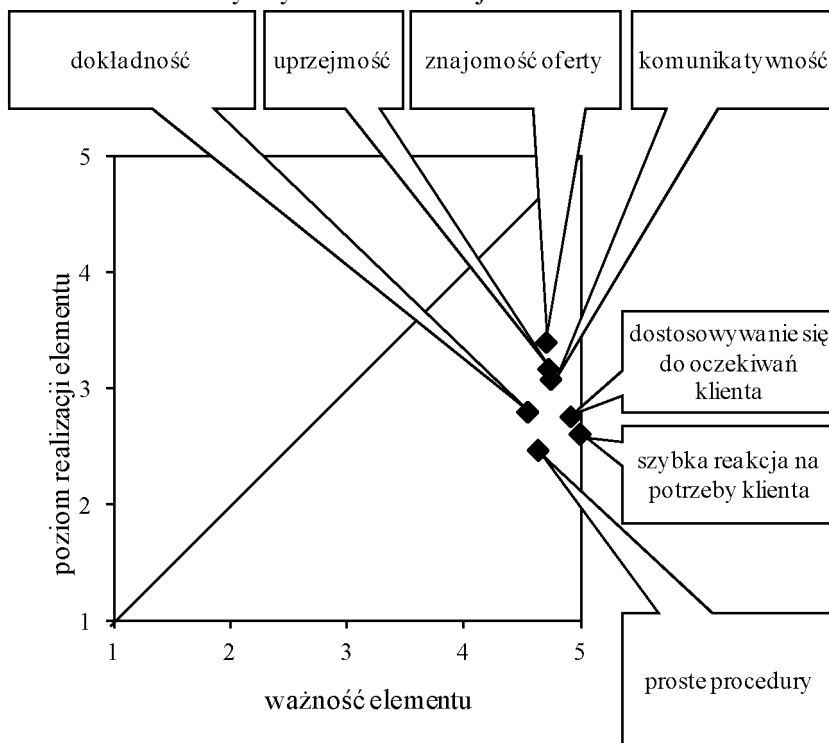 dokładność
uprzejmość
znajomość oferty
komunikatywność
5
4
3
2
1
poziom realizacji elementu
dostosowywanie się
do oczekiwań
klienta
szybka reakcja na
potrzeby klienta
proste procedury
1
2
3
4
5
ważność elementu